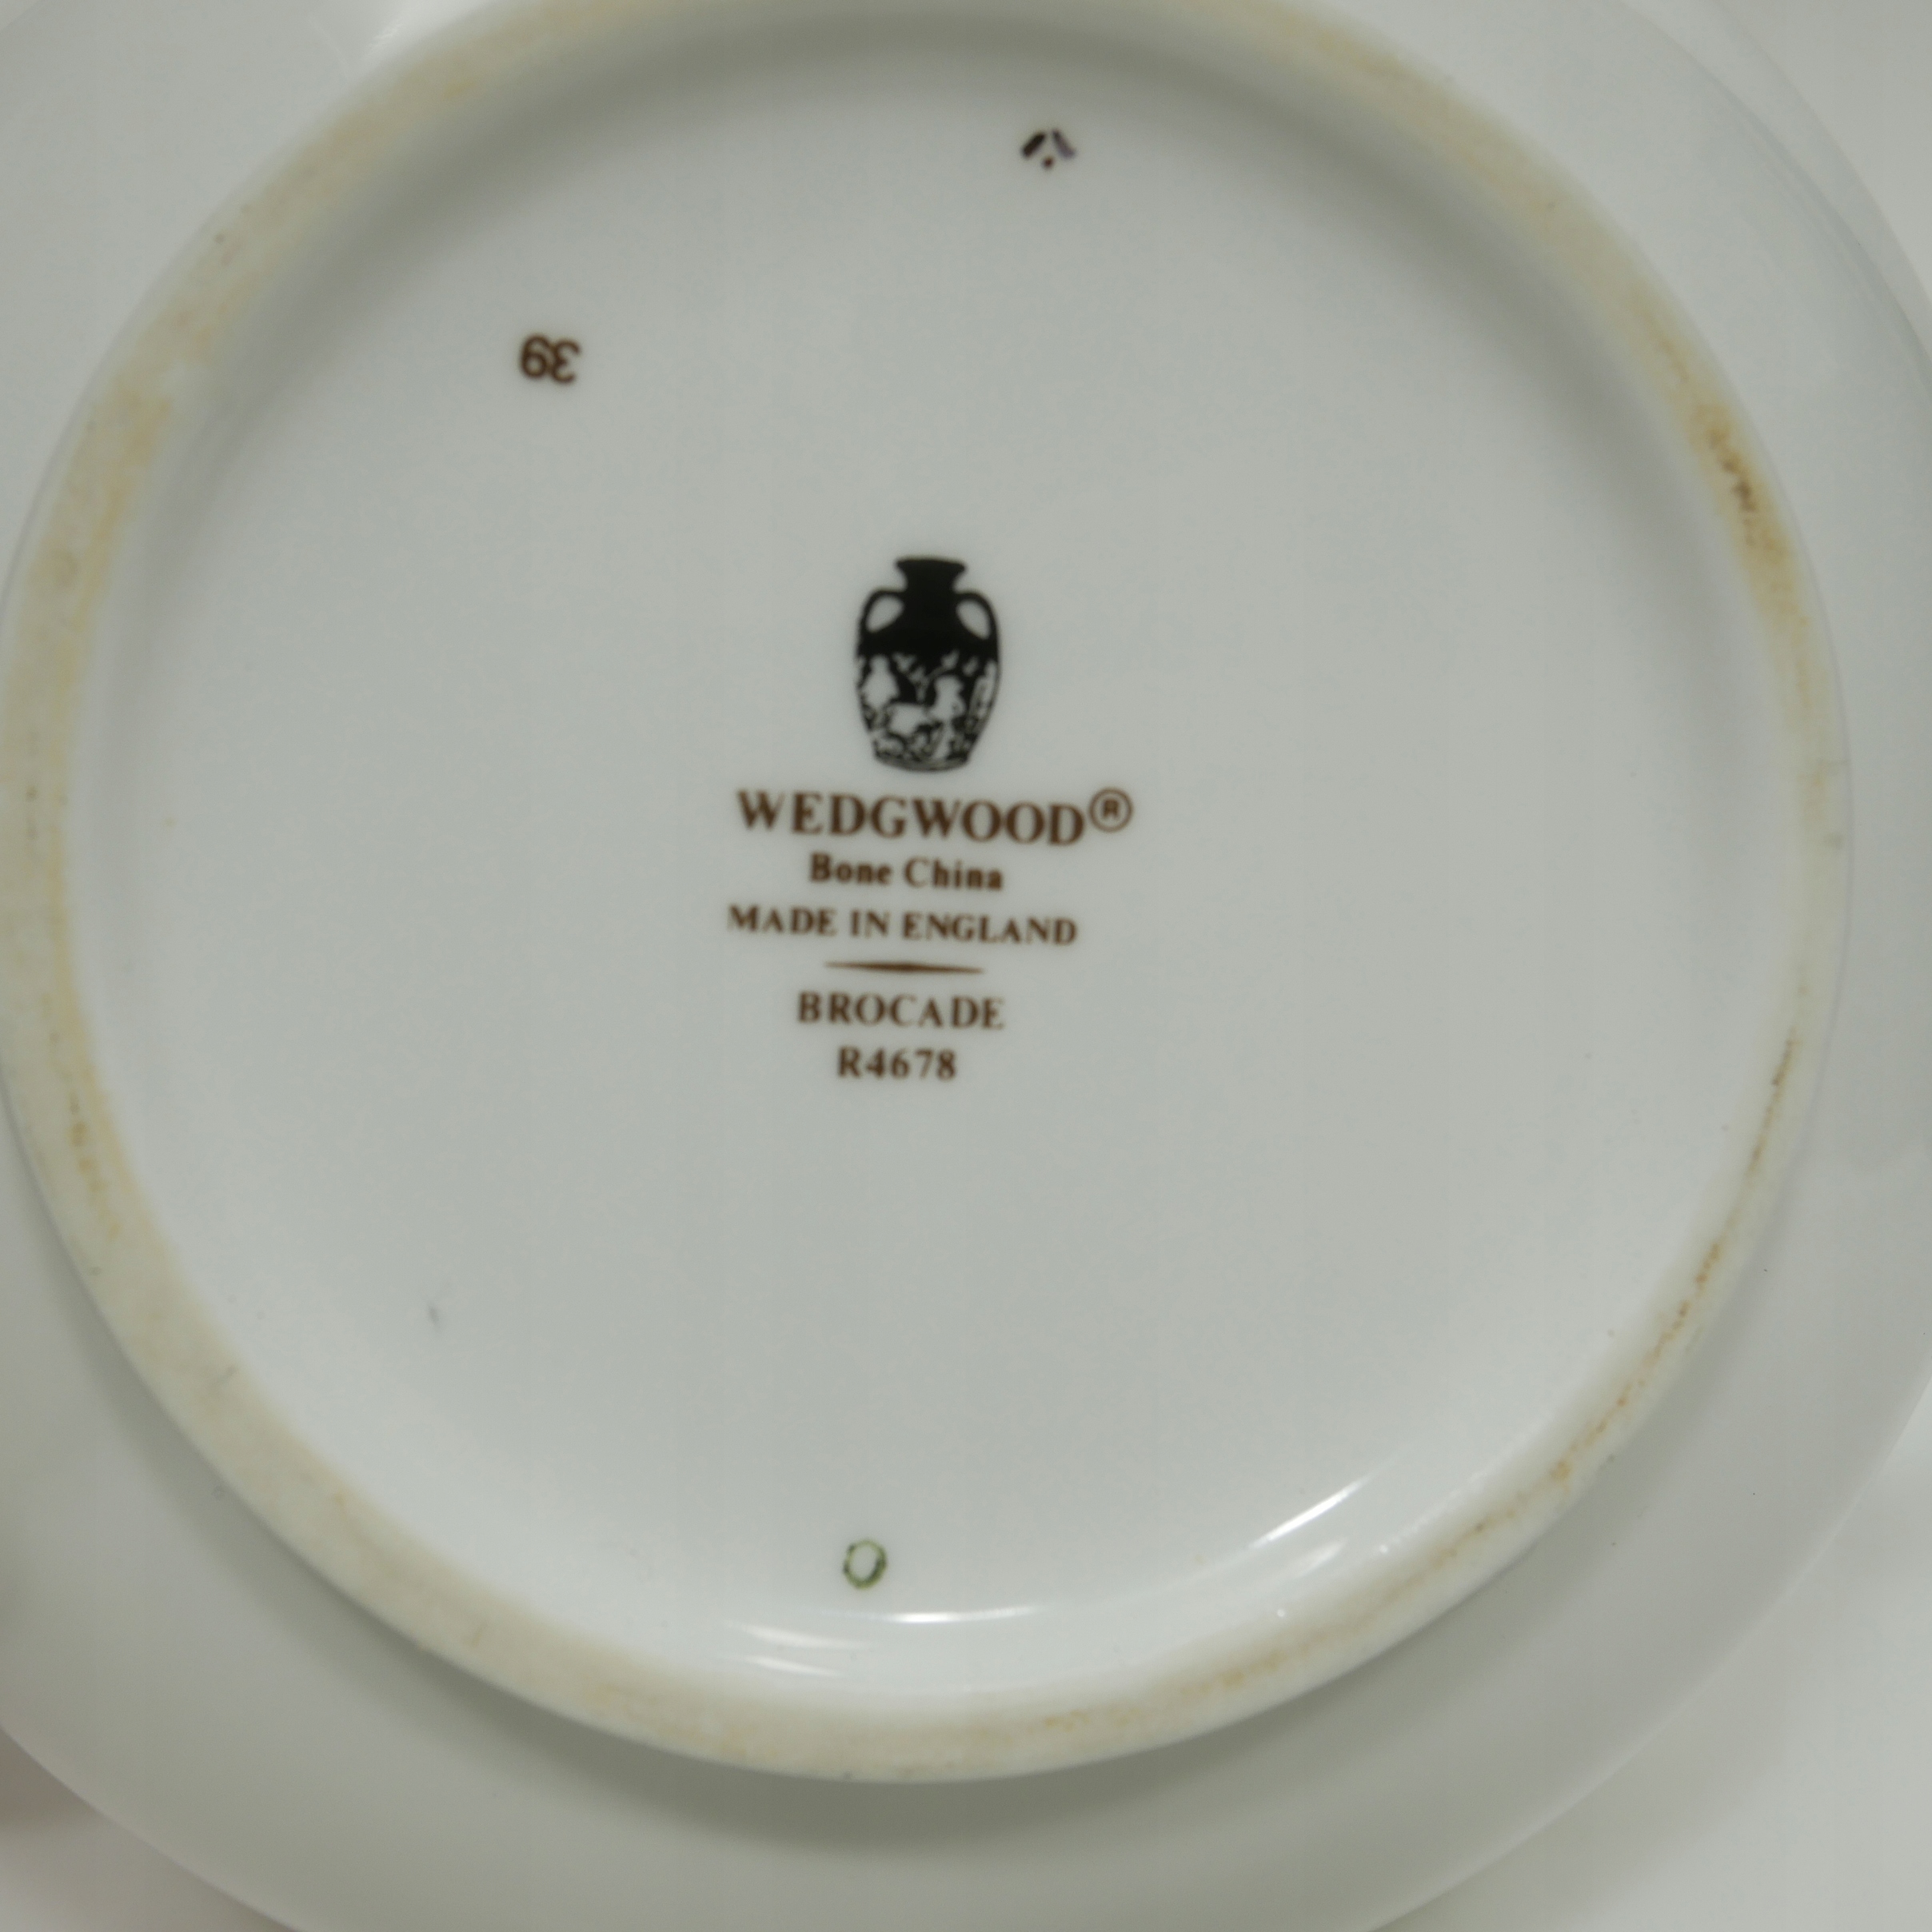 39
WEDGWOOD®
Bone China
MADE IN ENGLAND
BROCADE
R4678
O